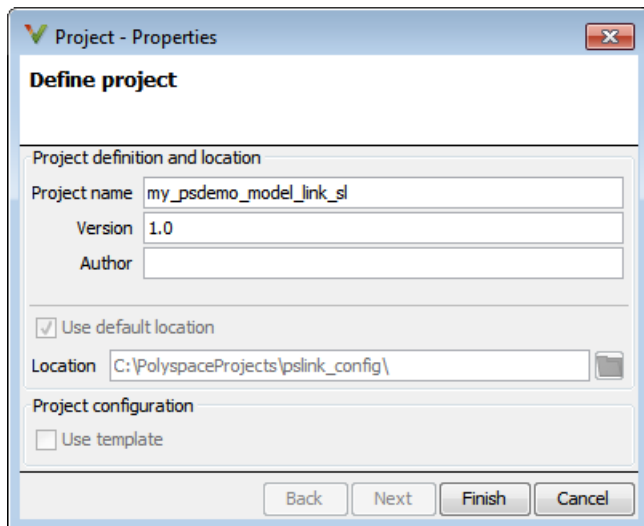 Project - Properties
Define project
Project definition and location
Project name my_psdemo_model_link_sl
Version 1.0
Author
Use default location
Location C:\PolyspaceProjects\pslink_config\
Project configuration
Use template
Back Next Finish Cancel